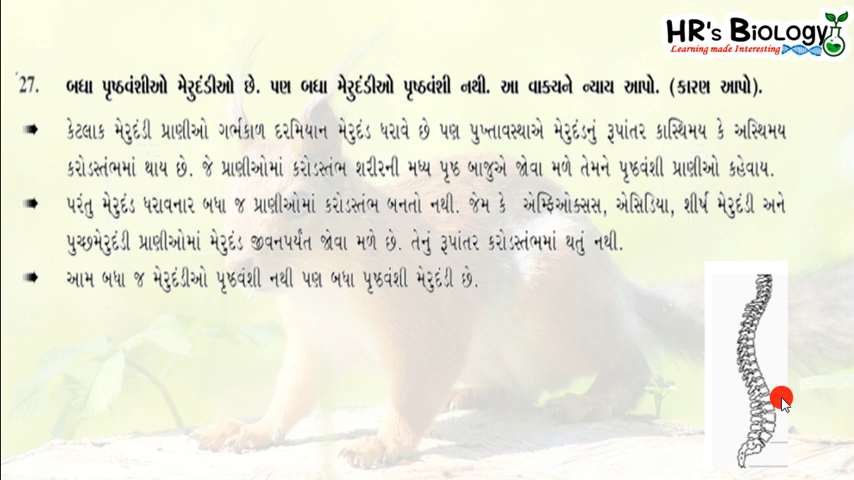 HR's Biology
Learning made Interesting
27. બધા પૃષ્ઠવંશીઓ મેરુદંડીઓ છે. પણ બધા મેરુદંડીઓ પૃષ્ઠવંશી નથી. આ વાક્યને ન્યાય આપો. (કારણ આપો).
➡ કેટલાક મેરુદંડી પ્રાણીઓ ગર્ભકાળ દરમિયાન મેરુદંડ ધરાવે છે પણ પુખ્તાવસ્થાએ મેરુદંડનું રૂપાંતર કાસ્થિમય કે અસ્થિમય
કરોડસ્તંભમાં થાય છે. જે પ્રાણીઓમાં કરોડસ્તંભ શરીરની મધ્ય પૃષ્ઠ બાજુએ જોવા મળે તેમને પૃષ્ઠવંશી પ્રાણીઓ કહેવાય.
➡ પરંતુ મેરુદંડ ધરાવનાર બધા જ પ્રાણીઓમાં કરોડસ્તંભ બનતો નથી. જેમ કે એમ્ફિઓક્સસ, એસિડિયા, શીર્ષ મેરુદંડી અને
પુચ્છમેરુદંડી પ્રાણીઓમાં મેરુદંડ જીવનપર્યંત જોવા મળે છે. તેનું રૂપાંતર કરોડસ્તંભમાં થતું નથી.
➡ આમ બધા જ મેરુદંડીઓ પૃષ્ઠવંશી નથી પણ બધા પૃષ્ઠવંશી મેરુદંડી છે.